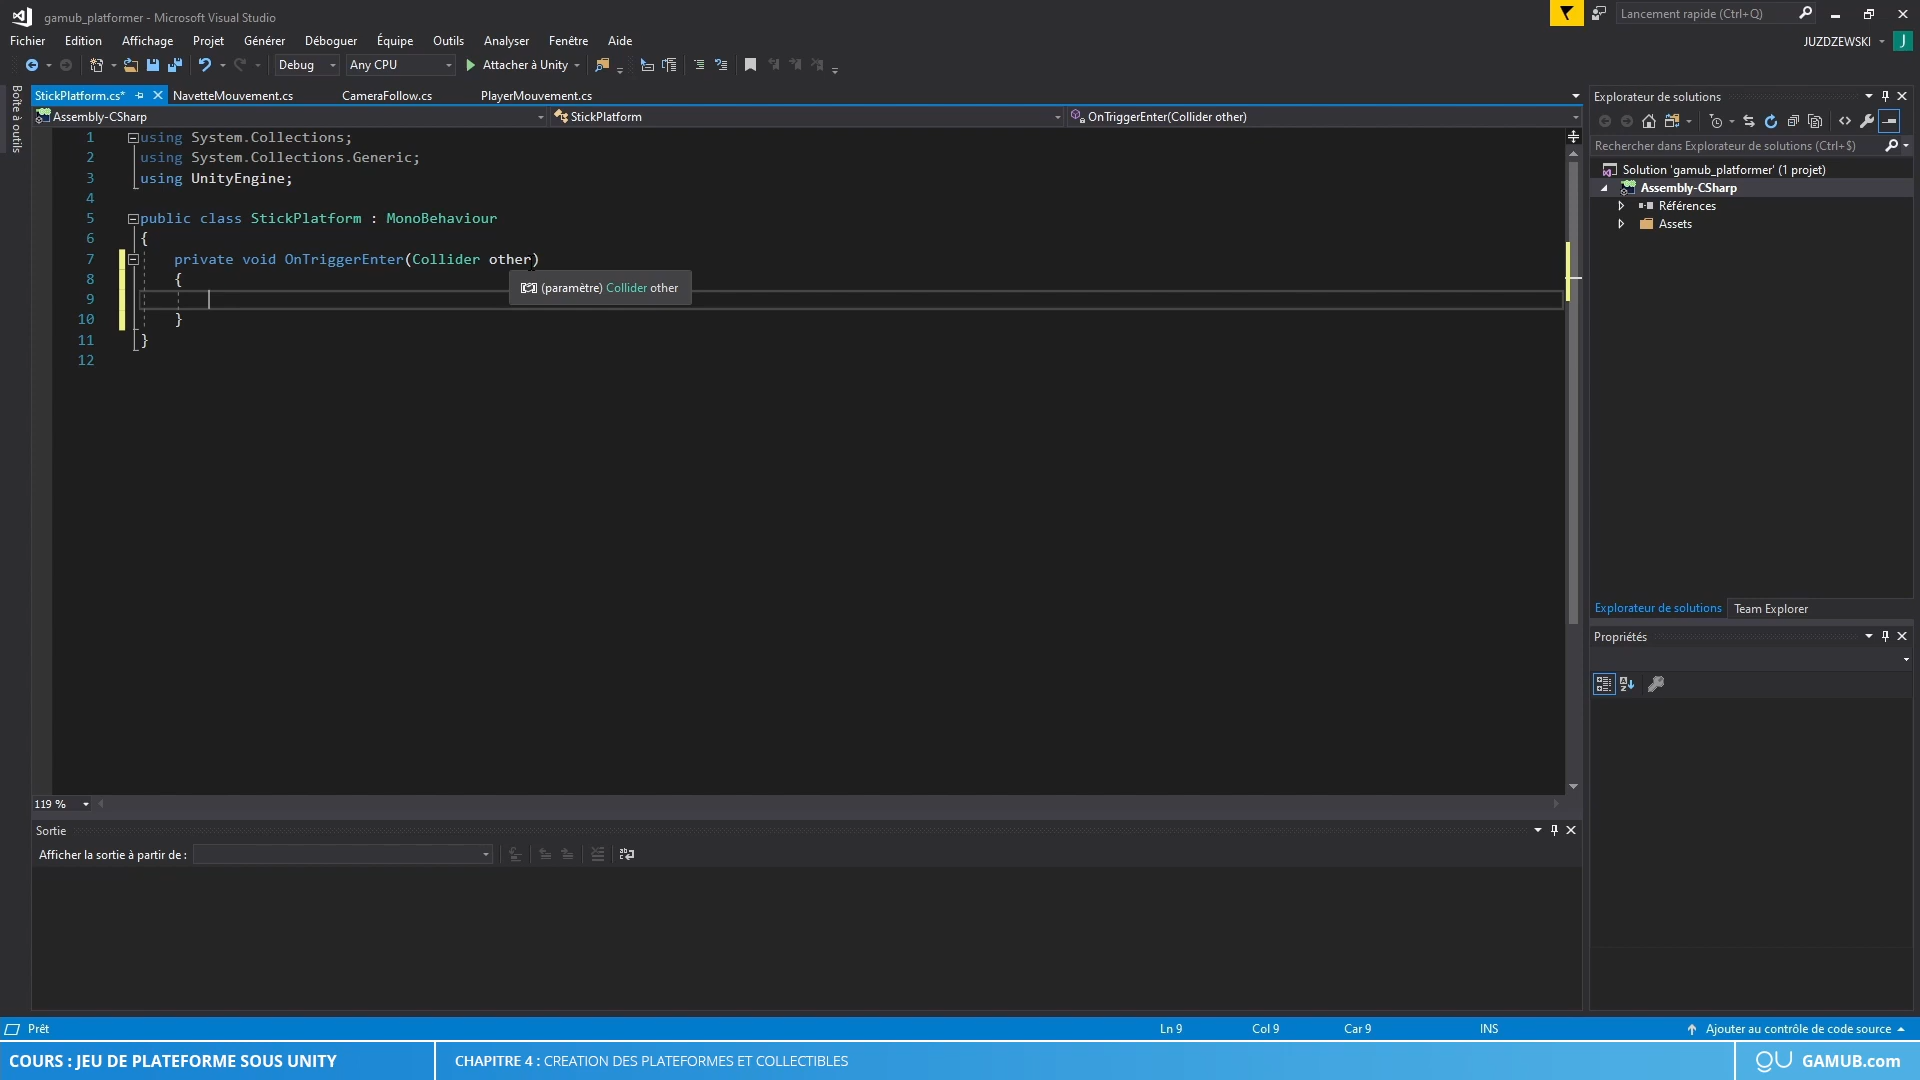 gamub_platformer - Microsoft Visual Studio
Lancement rapide (Ctrl+Q)
Fichier Edition Affichage Projet Générer Déboguer Équipe Outils Analyser Fenêtre Aide
JUZDZEWSKI J
Debug Any CPU Attacher à Unity
Boîte à outils
StickPlatform.cs* NavetteMouvement.cs CameraFollow.cs PlayerMouvement.cs
Assembly-CSharp StickPlatform OnTriggerEnter(Collider other)
1 using System.Collections;
2 using System.Collections.Generic;
3 using UnityEngine;
4
5 public class StickPlatform : MonoBehaviour
6 {
7 private void OnTriggerEnter(Collider other)
8 {
(paramètre) Collider other
9
10 }
11 }
12
119 %
Explorateur de solutions
Rechercher dans Explorateur de solutions (Ctrl+$)
Solution 'gamub_platformer' (1 projet)
Assembly-CSharp
Références
Assets
Explorateur de solutions Team Explorer
Propriétés
Sortie
Afficher la sortie à partir de :
Prêt Ln 9 Col 9 Car 9 INS Ajouter au contrôle de code source
COURS : JEU DE PLATEFORME SOUS UNITY CHAPITRE 4 : CREATION DES PLATEFORMES ET COLLECTIBLES GU GAMUB.com